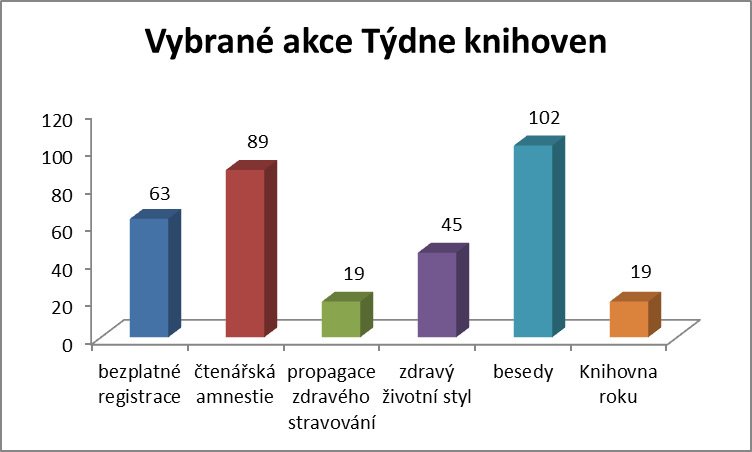 Vybrané akce Týdne knihoven
120
100
80
60
40
20
0
63
89
19
45
102
19
bezplatné
registrace
čtenářská
amnestie
propagace
zdravého
stravování
zdravý
životní styl
besedy
Knihovna
roku